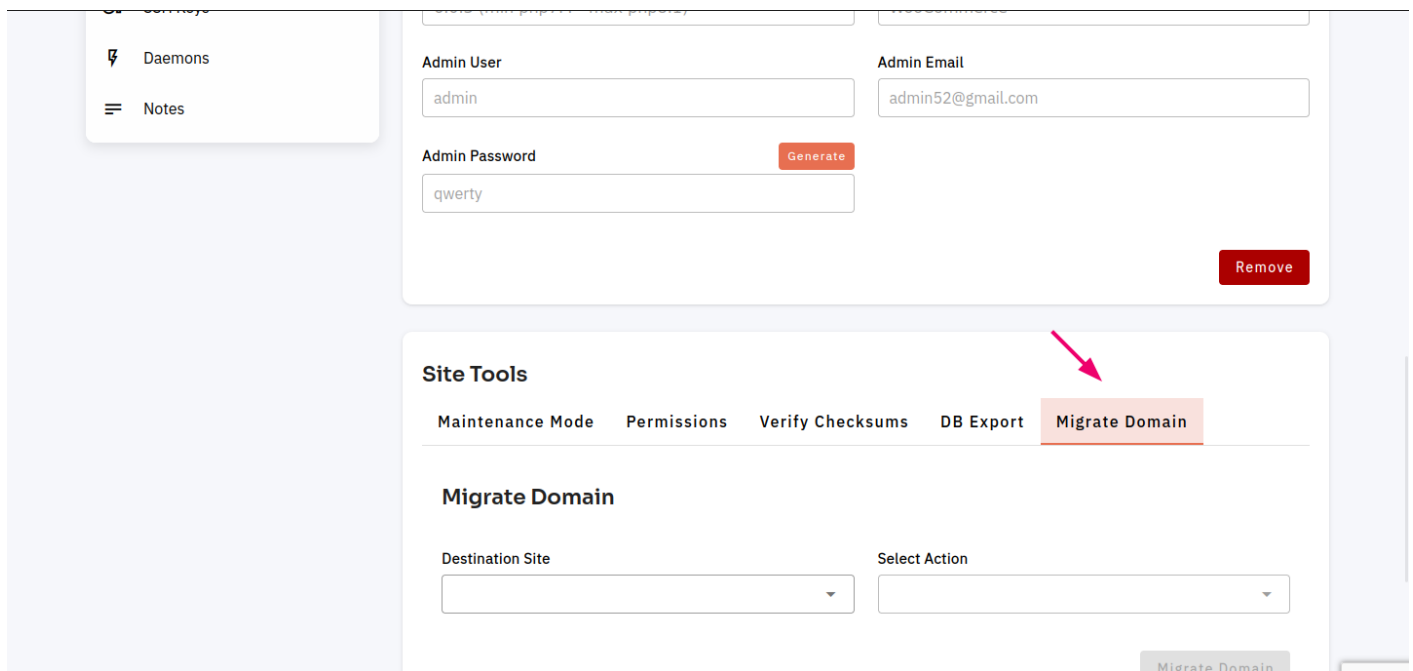 Daemons
Notes
Admin User
Admin Email
admin
admin52@gmail.com
Admin Password
Generate
qwerty
Remove
Site Tools
Maintenance Mode
Permissions
Verify Checksums
DB Export
Migrate Domain
Migrate Domain
Destination Site
Select Action
Migrate Domain